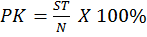 PK = ST/N X 100%